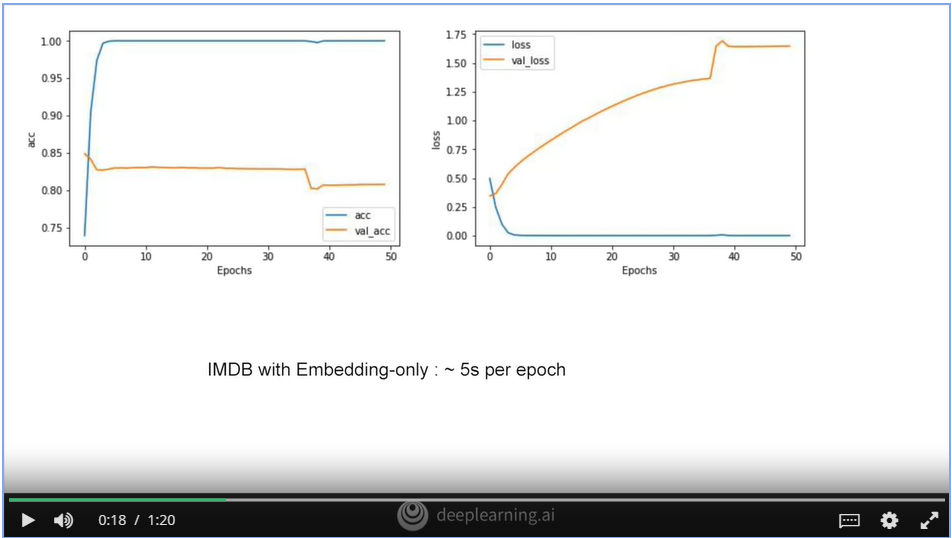 1.00
0.95
0.90
0.85
0.80
0.75
acc
0
10
20
30
40
50
Epochs
acc
val_acc
1.75
1.50
1.25
1.00
0.75
0.50
0.25
0.00
loss
0
10
20
30
40
50
Epochs
loss
val_loss
IMDB with Embedding-only : ~ 5s per epoch
0:18 / 1:20
deeplearning.ai